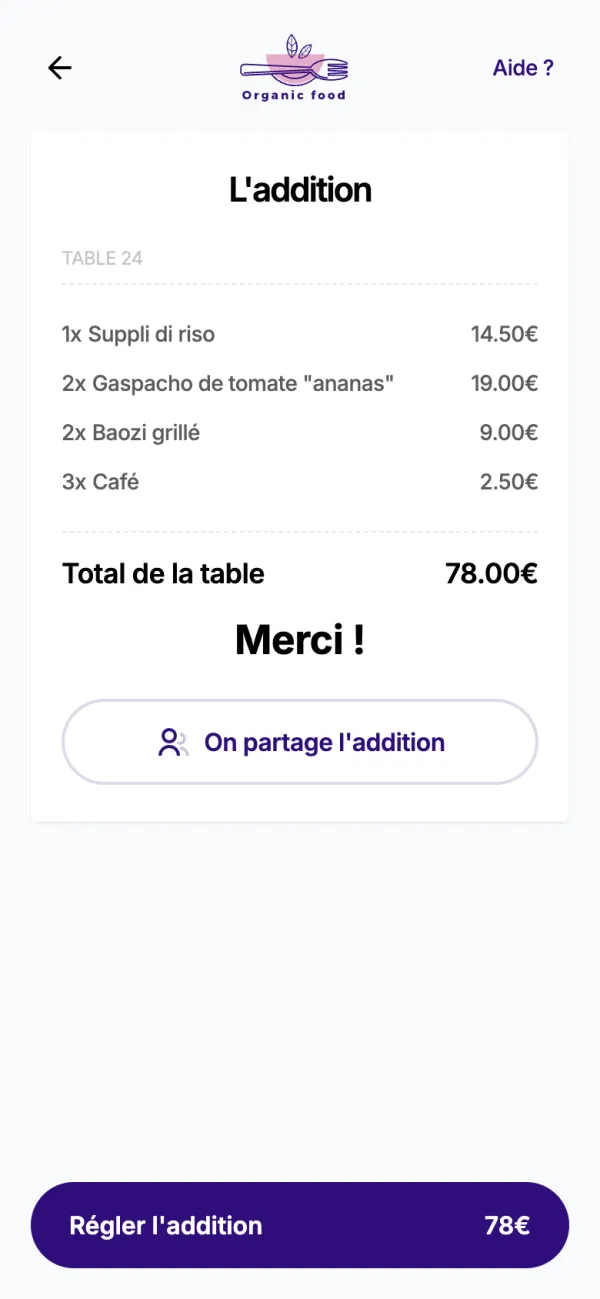 Aide ?
Organic food
L'addition
TABLE 24
1x Suppli di riso 14.50€
2x Gaspacho de tomate "ananas" 19.00€
2x Baozi grillé 9.00€
3x Café 2.50€
Total de la table 78.00€
Merci !
On partage l'addition
Régler l'addition 78€